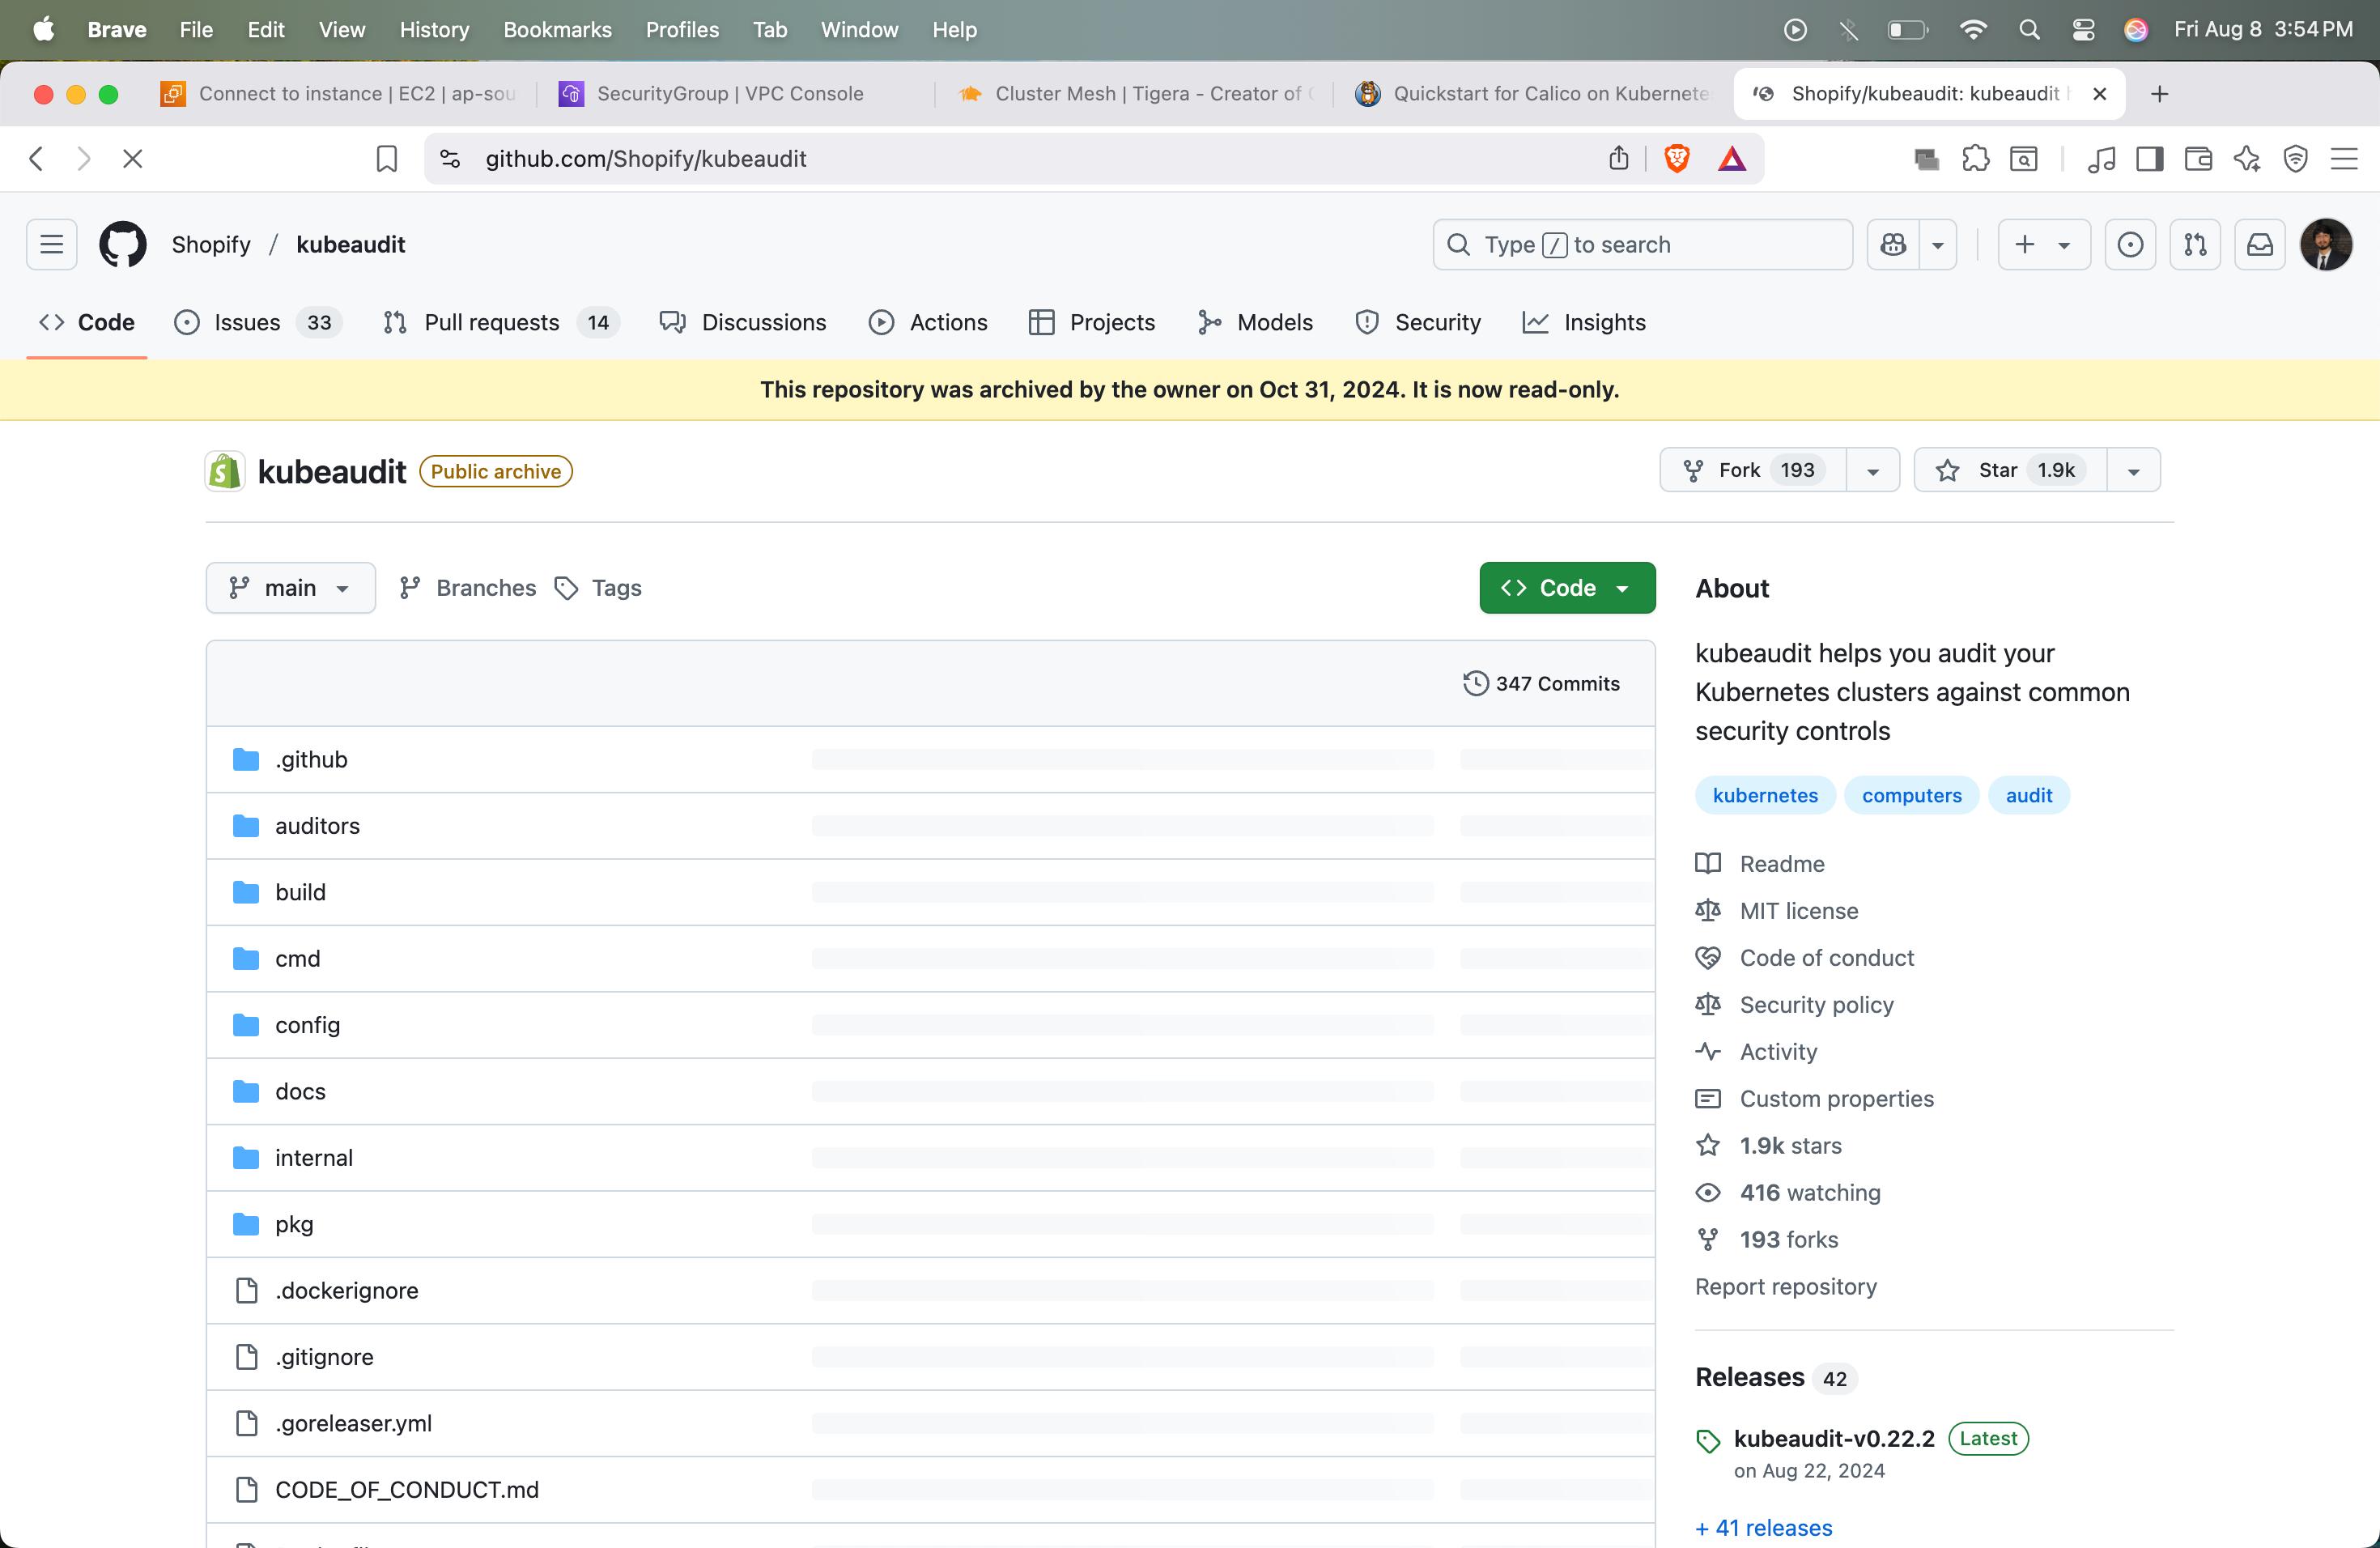 Brave File Edit View History Bookmarks Profiles Tab Window Help Fri Aug 8 3:54 PM
Connect to instance | EC2 | ap-sou SecurityGroup | VPC Console Cluster Mesh | Tigera - Creator of Quickstart for Calico on Kubernete Shopify/kubeaudit: kubeaudit
github.com/Shopify/kubeaudit
Shopify / kubeaudit Type / to search
Code Issues 33 Pull requests 14 Discussions Actions Projects Models Security Insights
This repository was archived by the owner on Oct 31, 2024. It is now read-only.
kubeaudit Public archive Fork 193 Star 1.9k
main Branches Tags Code
347 Commits
.github
auditors
build
cmd
config
docs
internal
pkg
.dockerignore
.gitignore
.goreleaser.yml
CODE_OF_CONDUCT.md
About
kubeaudit helps you audit your
Kubernetes clusters against common
security controls
kubernetes computers audit
Readme
MIT license
Code of conduct
Security policy
Activity
Custom properties
1.9k stars
416 watching
193 forks
Report repository
Releases 42
kubeaudit-v0.22.2 Latest
on Aug 22, 2024
+ 41 releases